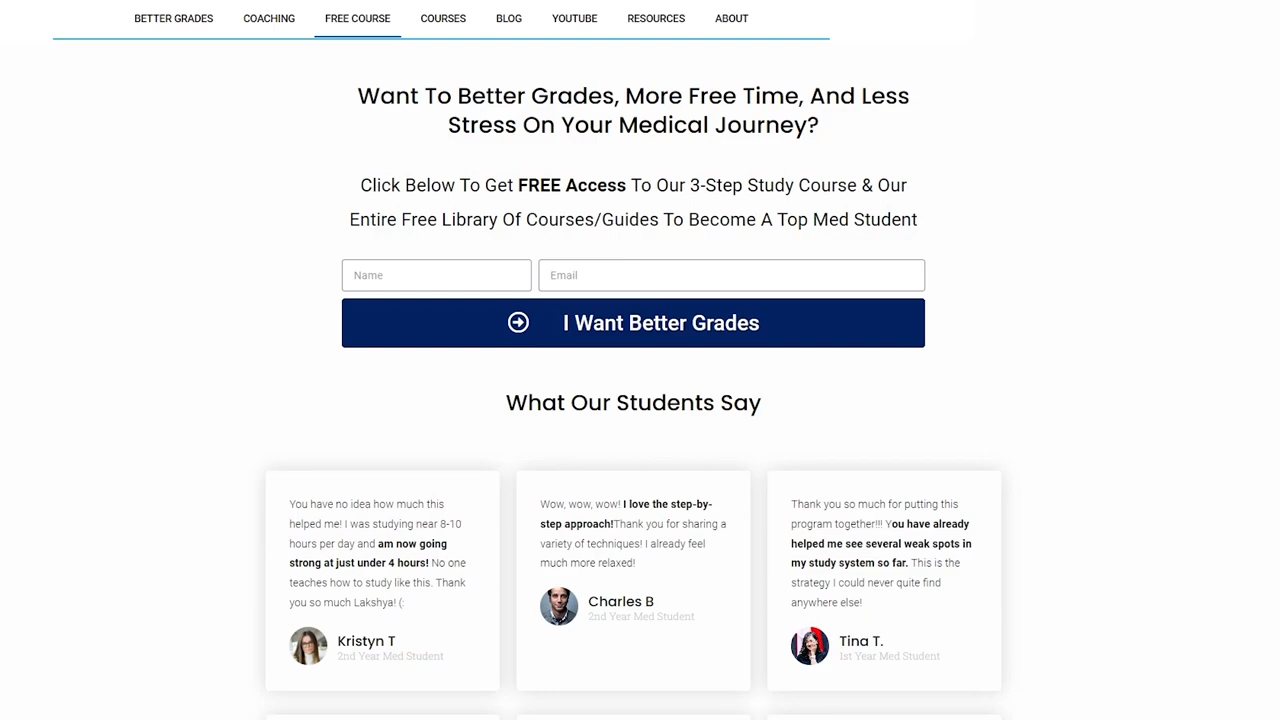 BETTER GRADES COACHING FREE COURSE COURSES BLOG YOUTUBE RESOURCES ABOUT
Want To Better Grades, More Free Time, And Less
Stress On Your Medical Journey?
Click Below To Get FREE Access To Our 3-Step Study Course & Our
Entire Free Library Of Courses/Guides To Become A Top Med Student
Name Email
I Want Better Grades
What Our Students Say
You have no idea how much this
helped me! I was studying near 8-10
hours per day and am now going
strong at just under 4 hours! No one
teaches how to study like this. Thank
you so much Lakshya! (:
Kristyn T
2nd Year Med Student
Wow, wow, wow! I love the step-by-
step approach!Thank you for sharing a
variety of techniques! I already feel
much more relaxed!
Charles B
2nd Year Med Student
Thank you so much for putting this
program together!!! You have already
helped me see several weak spots in
my study system so far. This is the
strategy I could never quite find
anywhere else!
Tina T.
1st Year Med Student